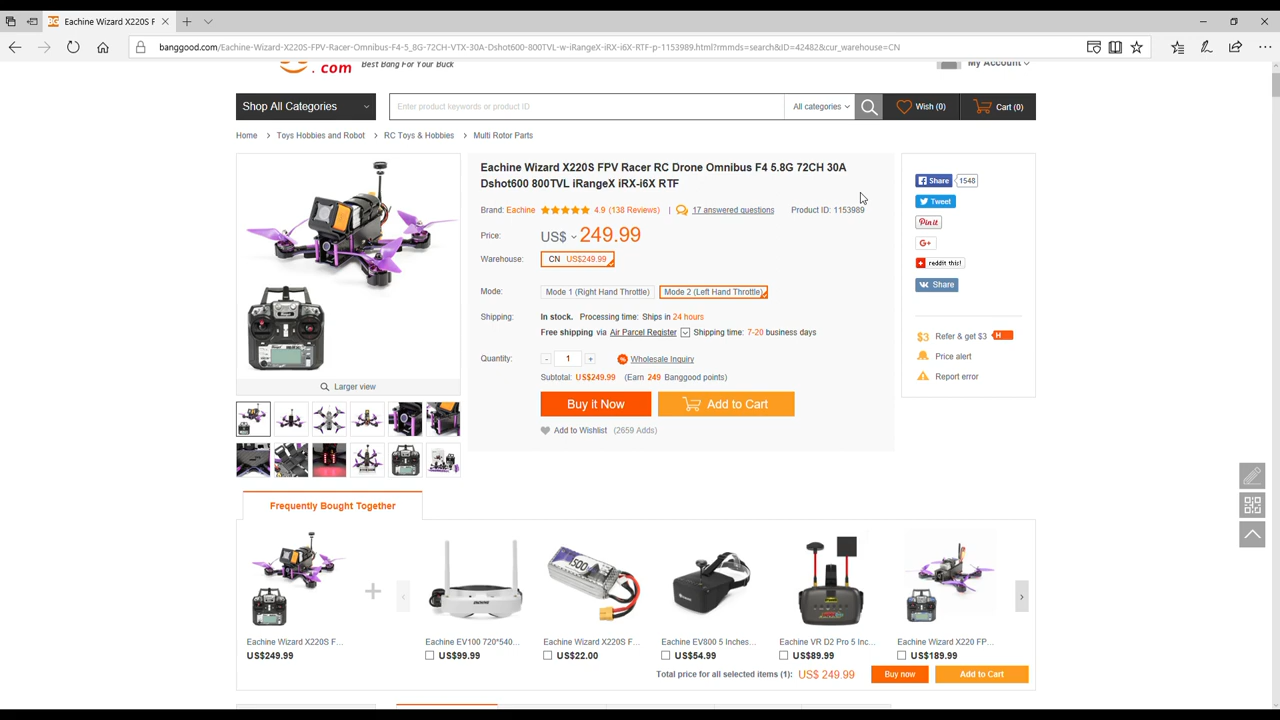 Eachine Wizard X220S F
banggood.com/Eachine-Wizard-X220S-FPV-Racer-Omnibus-F4-5_8G-72CH-VTX-30A-Dshot600-800TVL-w-iRangeX-iRX-i6X-RTF-p-1153989.html?rmmds=search&ID=42482&cur_warehouse=CN
.com Best Bang For Your Buck
My Account
Shop All Categories
Enter product keywords or product ID
All categories
Wish (0)
Cart (0)
Home > Toys Hobbies and Robot > RC Toys & Hobbies > Multi Rotor Parts
Eachine Wizard X220S FPV Racer RC Drone Omnibus F4 5.8G 72CH 30A
Dshot600 800TVL iRangeX iRX-i6X RTF
Brand: Eachine 4.9 (138 Reviews) | 17 answered questions Product ID: 1153989
Price: US$ 249.99
Warehouse: CN US$249.99
Mode: Mode 1 (Right Hand Throttle) Mode 2 (Left Hand Throttle)
Shipping: In stock. Processing time: Ships in 24 hours
Free shipping via Air Parcel Register Shipping time: 7-20 business days
Quantity: - 1 + Wholesale Inquiry
Subtotal: US$249.99 (Earn 249 Banggood points)
Buy it Now
Add to Cart
Add to Wishlist (2659 Adds)
Larger view
Share 1548
Tweet
Pin it
G+
reddit this!
Share
$3 Refer & get $3 H
Price alert
Report error
Frequently Bought Together
Eachine Wizard X220S F...
US$249.99
Eachine EV100 720*540...
US$99.99
Eachine Wizard X220S F...
US$22.00
Eachine EV800 5 Inches...
US$54.99
Eachine VR D2 Pro 5 Inc...
US$89.99
Eachine Wizard X220 FP...
US$189.99
Total price for all selected items (1): US$ 249.99
Buy now
Add to Cart